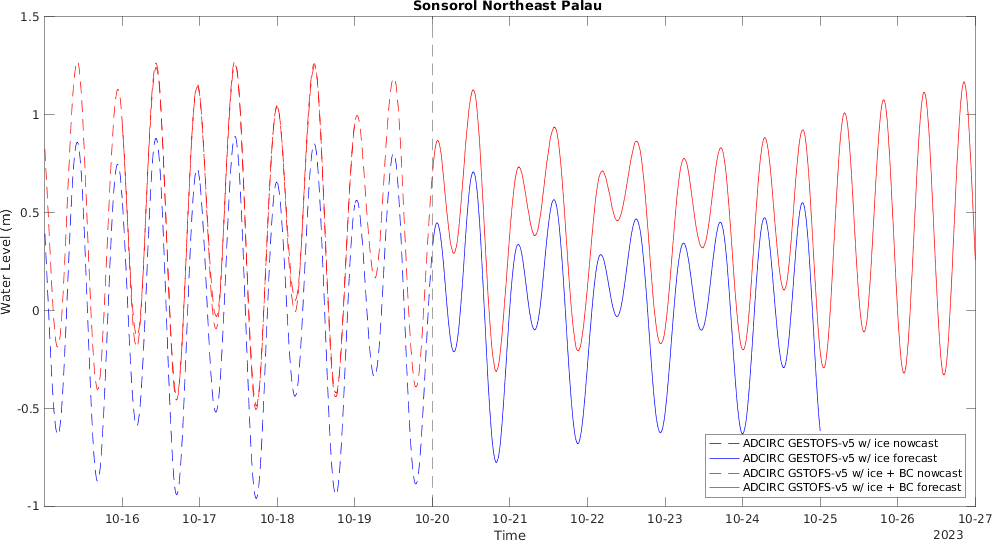 Sonsorol Northeast Palau
1.5
1
0.5
0
-0.5
-1
Water Level (m)
10-16
10-17
10-18
10-19
10-20
10-21
10-22
10-23
10-24
10-25
10-26
10-27
Time
2023
ADCIRC GESTOFS-v5 w/ ice nowcast
ADCIRC GESTOFS-v5 w/ ice forecast
ADCIRC GSTOFS-v5 w/ ice + BC nowcast
ADCIRC GSTOFS-v5 w/ ice + BC forecast